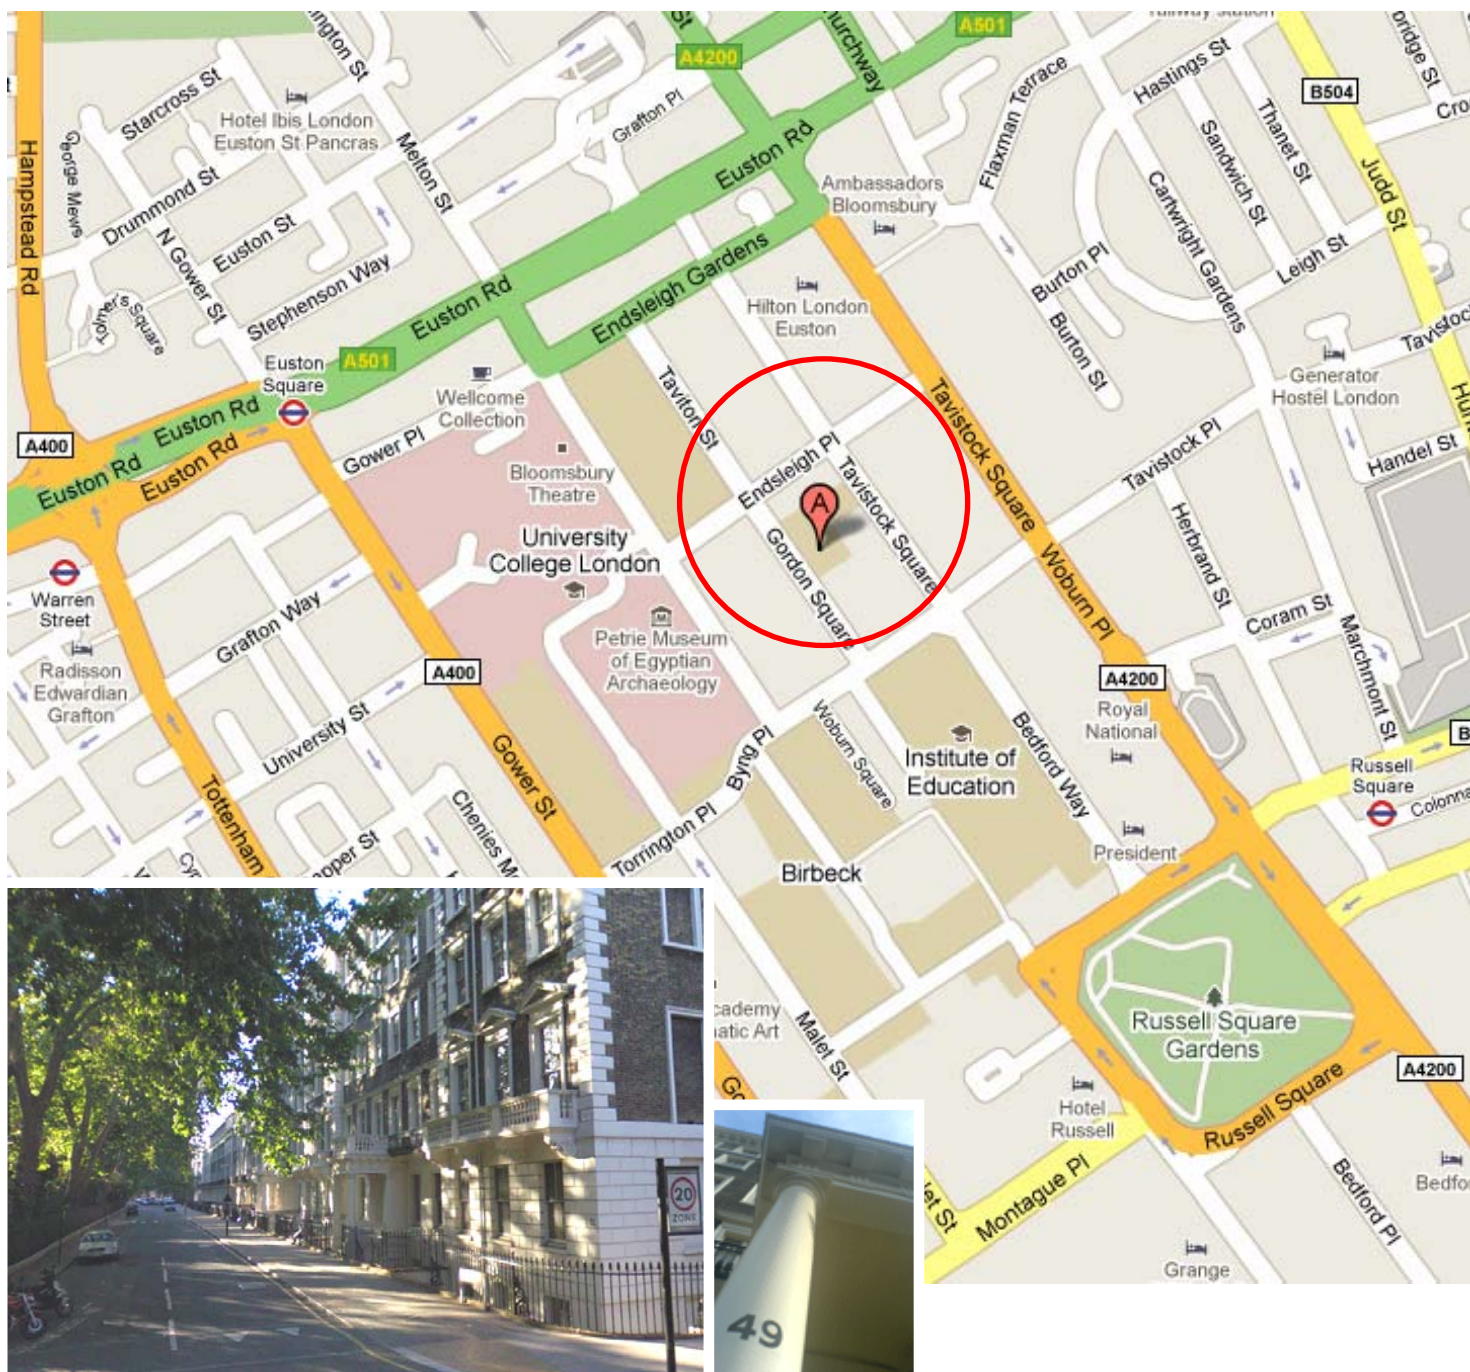 A501
A4200
Churchway
railway station
Hastings St
B504
Starcross St
Hotel Ibis London
Euston St Pancras
George Mews
Hampstead Rd
Drummond St
Melton St
Grafton Pl
Euston Rd
Flaxman Terrace
Thanet St
Sandwich St
Judd St
Ambassadors
Bloomsbury
Cartwright Gardens
N Gower St
Euston St
Stephenson Way
Tolmer's
Square
Euston Rd
Endsleigh Gardens
Hilton London
Euston
Burton Pl
Burton St
Leigh St
A501
Euston
Square
Wellcome
Collection
Taviton St
Tavistock Square
Generator
Hostel London
A400
Euston Rd
Euston Rd
Euston Rd
Gower Pl
Bloomsbury
Theatre
Endsleigh Pl
A
Tavistock Square
Tavistock Pl
Handel St
University
College London
Gordon Square
Woburn Pl
Herbrand St
Warren
Street
Grafton Way
Petrie Museum
of Egyptian
Archaeology
Coram St
Marchmont St
Radisson
Edwardian
Grafton
A400
A4200
Royal
National
University St
Gower St
Byng Pl
Woburn Square
Institute of
Education
Bedford Way
Russell
Square
Tottenham
Chenies M
Torrington Pl
Birbeck
President
Malet St
Russell Square
Gardens
A4200
Hotel
Russell
Russell Square
Montague Pl
Bedford Pl
Grange
20
ZONE
49